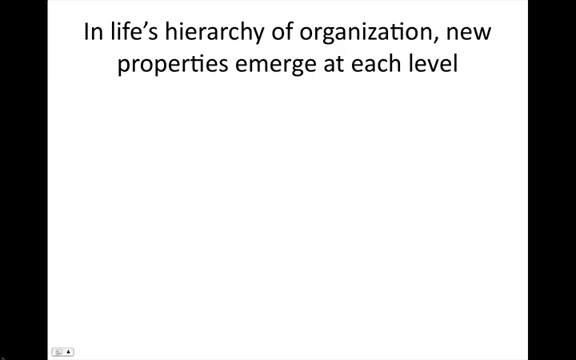 In life’s hierarchy of organization, new
properties emerge at each level